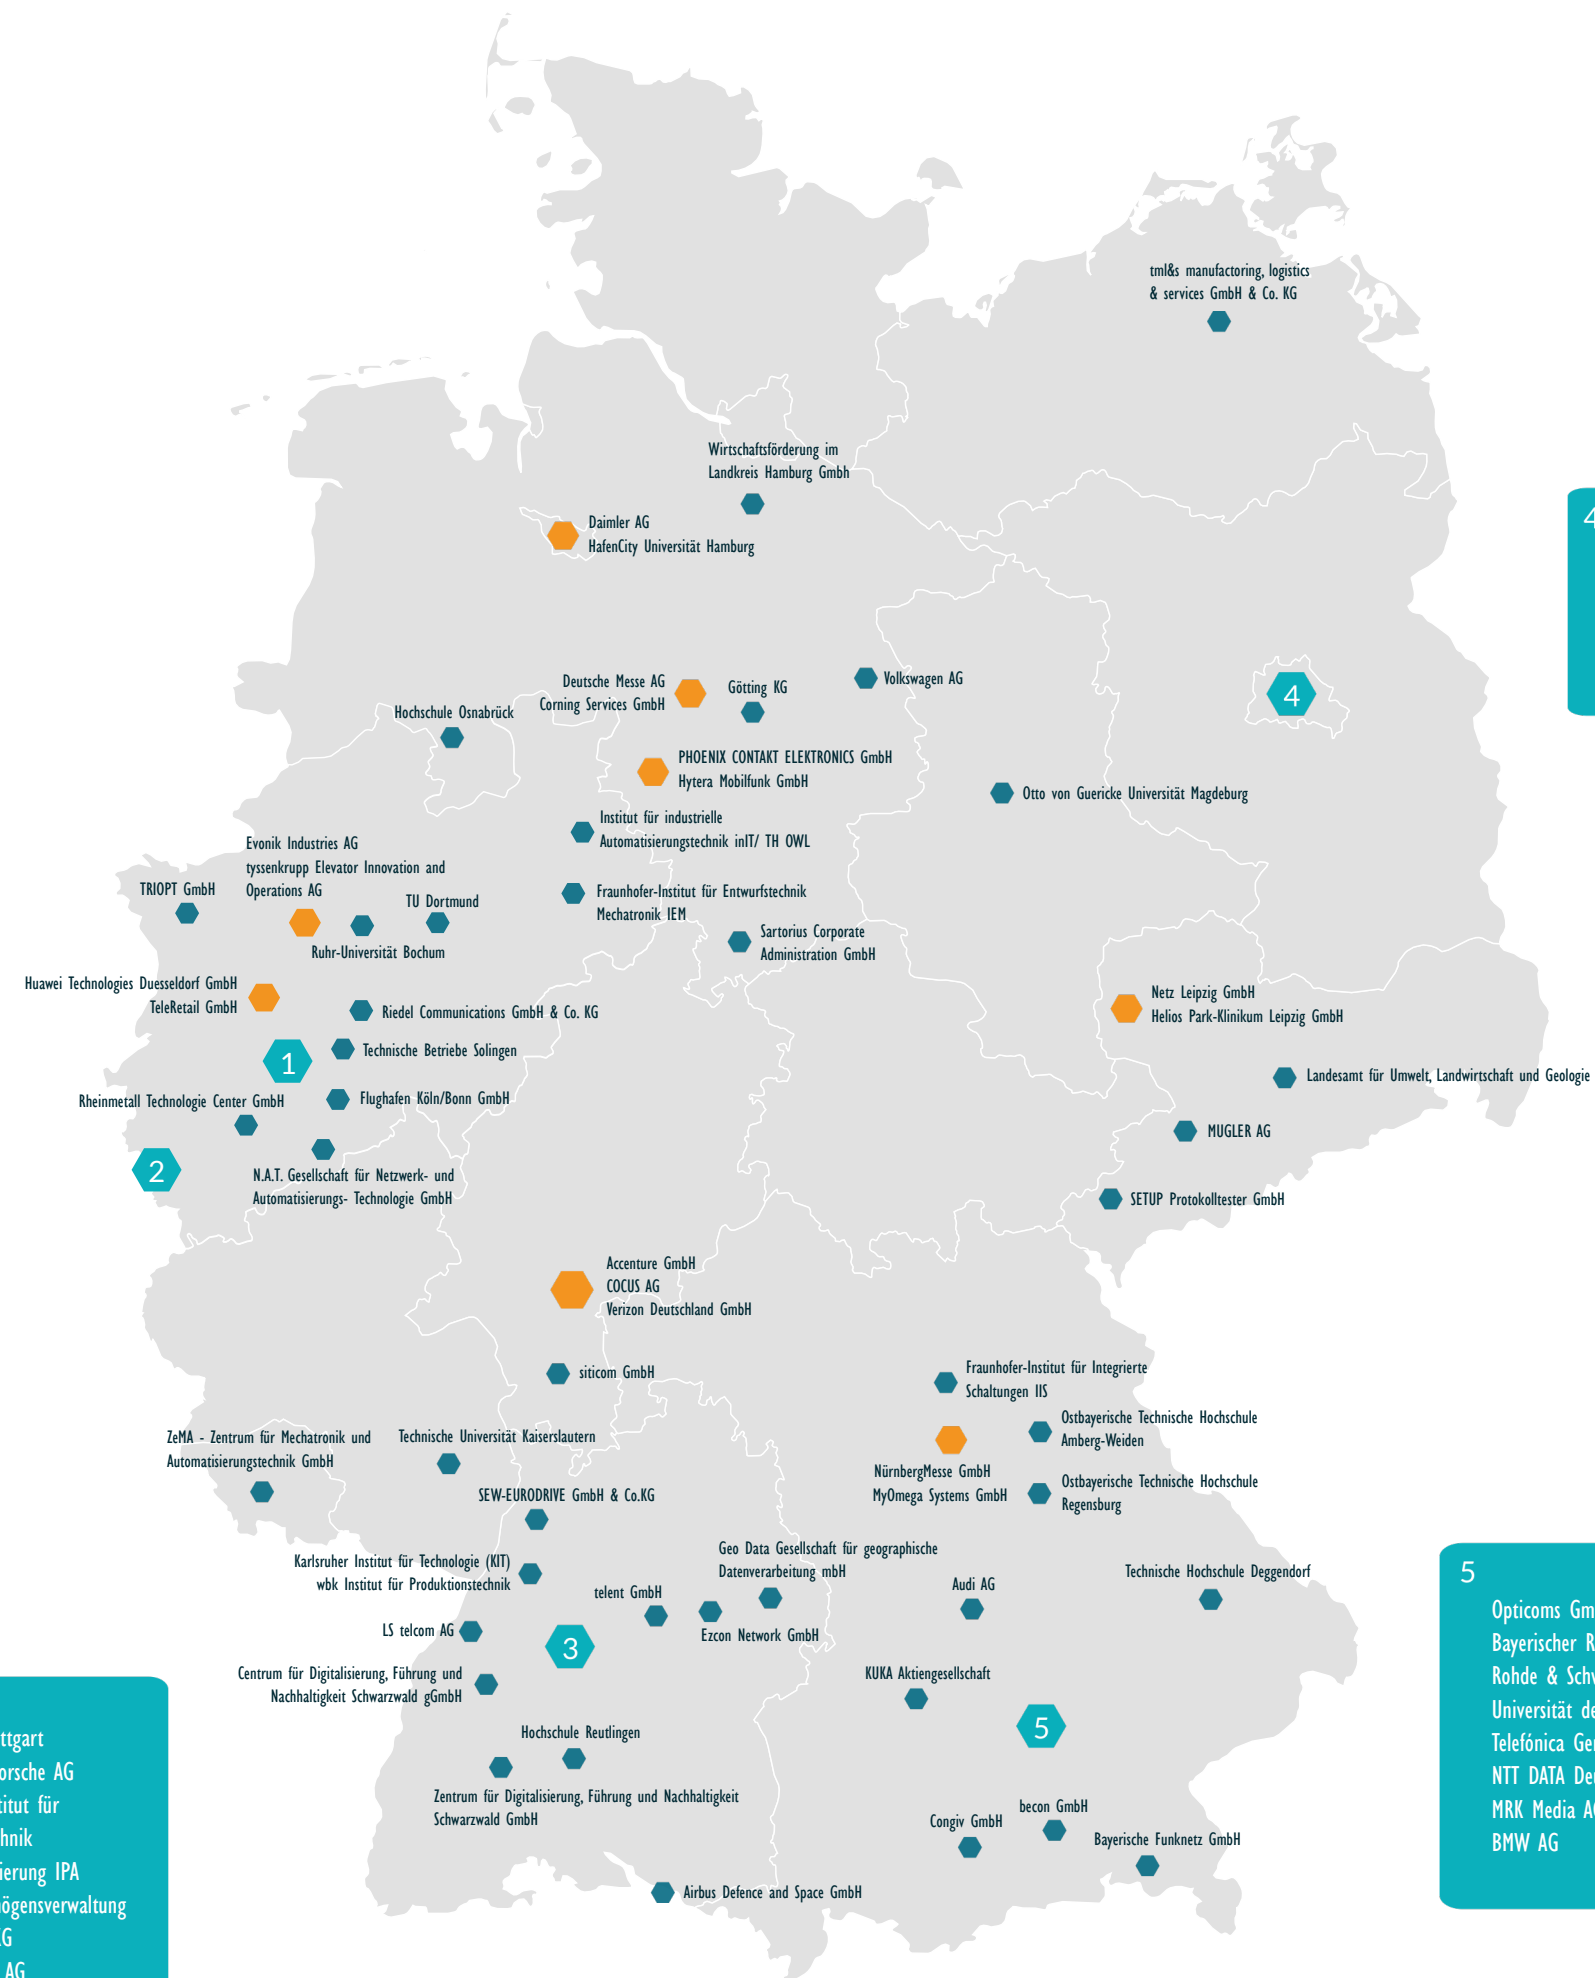 tml&s manufactoring, logistics
& services GmbH & Co. KG
Wirtschaftsförderung im
Landkreis Hamburg Gmbh
Daimler AG
HafenCity Universität Hamburg
4
Deutsche Messe AG
Corning Services GmbH
Götting KG
Volkswagen AG
4
Hochschule Osnabrück
PHOENIX CONTAKT ELEKTRONICS GmbH
Hytera Mobilfunk GmbH
Otto von Guericke Universität Magdeburg
Institut für industrielle
Automatisierungstechnik inIT/ TH OWL
Evonik Industries AG
tyssenkrupp Elevator Innovation and
Operations AG
TRIOPT GmbH
TU Dortmund
Ruhr-Universität Bochum
Fraunhofer-Institut für Entwurfstechnik
Mechatronik IEM
Sartorius Corporate
Administration GmbH
Huawei Technologies Duesseldorf GmbH
TeleRetail GmbH
Riedel Communications GmbH & Co. KG
Netz Leipzig GmbH
Helios Park-Klinikum Leipzig GmbH
1
Technische Betriebe Solingen
Landesamt für Umwelt, Landwirtschaft und Geologie
Rheinmetall Technologie Center GmbH
Flughafen Köln/Bonn GmbH
MUGLER AG
2
N.A.T. Gesellschaft für Netzwerk- und
Automatisierungs- Technologie GmbH
SETUP Protokolltester GmbH
Accenture GmbH
COCUS AG
Verizon Deutschland GmbH
siticom GmbH
Fraunhofer-Institut für Integrierte
Schaltungen IIS
Ostbayerische Technische Hochschule
Amberg-Weiden
ZeMA - Zentrum für Mechatronik und
Automatisierungstechnik GmbH
Technische Universität Kaiserslautern
NürnbergMesse GmbH
MyOmega Systems GmbH
Ostbayerische Technische Hochschule
Regensburg
SEW-EURODRIVE GmbH & Co.KG
Karlsruher Institut für Technologie (KIT)
wbk Institut für Produktionstechnik
Geo Data Gesellschaft für geographische
Datenverarbeitung mbH
telent GmbH
Ezcon Network GmbH
Audi AG
Technische Hochschule Deggendorf
LS telcom AG
3
Centrum für Digitalisierung, Führung und
Nachhaltigkeit Schwarzwald gGmbH
KUKA Aktiengesellschaft
5
Hochschule Reutlingen
Zentrum für Digitalisierung, Führung und Nachhaltigkeit
Schwarzwald GmbH
Congiv GmbH
becon GmbH
Bayerische Funknetz GmbH
Airbus Defence and Space GmbH
5
Opticoms
Bayerischer
Rohde &
Universität
Telefónica
NTT DATA
MRK Media
BMW AG
AG
für
IPA
AG